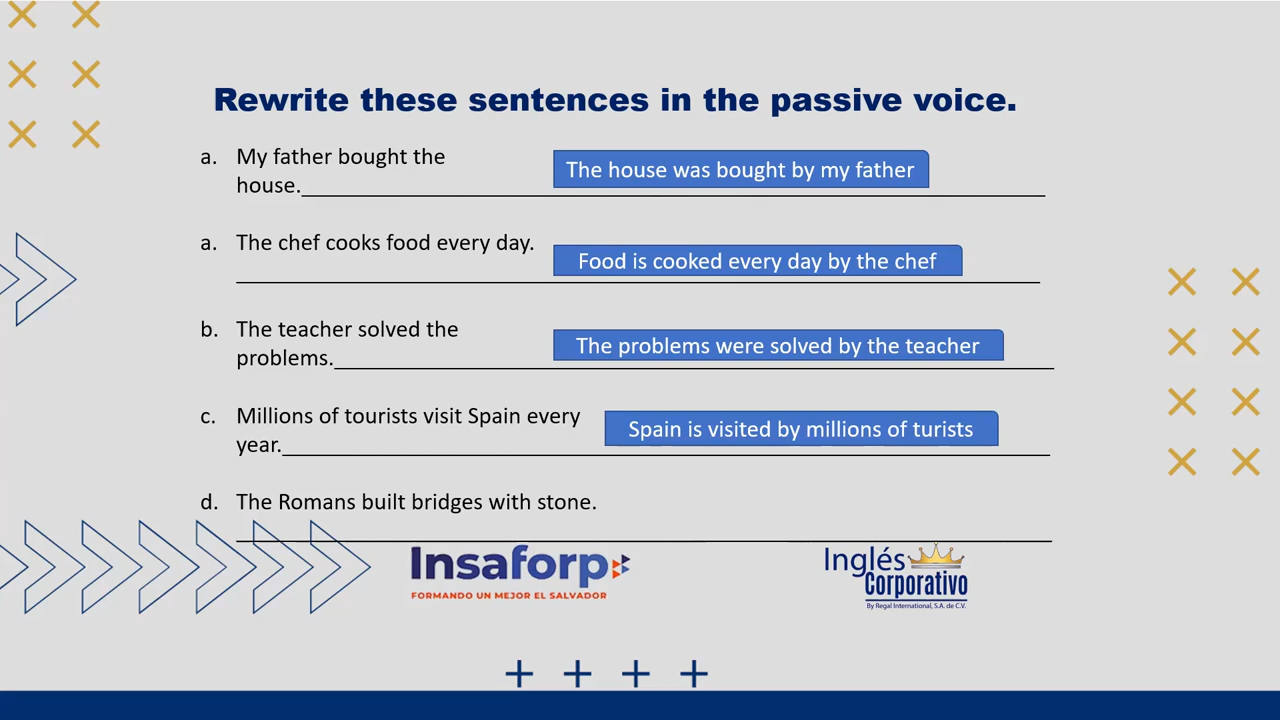 Rewrite these sentences in the passive voice.
a. My father bought the
house.
The house was bought by my father
a. The chef cooks food every day.
Food is cooked every day by the chef
b. The teacher solved the
problems.
The problems were solved by the teacher
c. Millions of tourists visit Spain every
year.
Spain is visited by millions of turists
d. The Romans built bridges with stone.
Insaforp
FORMANDO UN MEJOR EL SALVADOR
Inglés
Corporativo
By Regal International, S.A. de C.V.